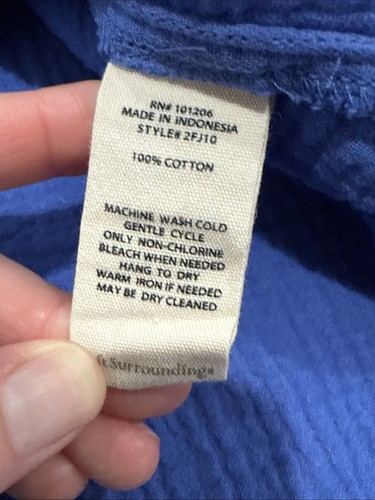 RN# 101206
MADE IN INDONESIA
STYLE# 2FJ10
100% COTTON
MACHINE WASH COLD
GENTLE CYCLE
ONLY NON-CHLORINE
BLEACH WHEN NEEDED
HANG TO DRY
WARM IRON IF NEEDED
MAY BE DRY CLEANED
Surroundings